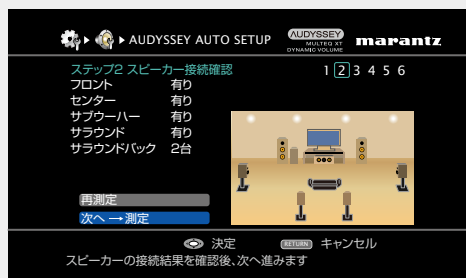 AUDYSSEY AUTO SETUP
AUDYSSEY
MULTEQ XT
DYNAMIC VOLUME
marantz
ステップ2 スピーカー接続確認
1 2 3 4 5 6
フロント 有り
センター 有り
サブウーハー 有り
サラウンド 有り
サラウンドバック 2台
再測定
次へ → 測定
決定
RETURN キャンセル
スピーカーの接続結果を確認後、次へ進みます